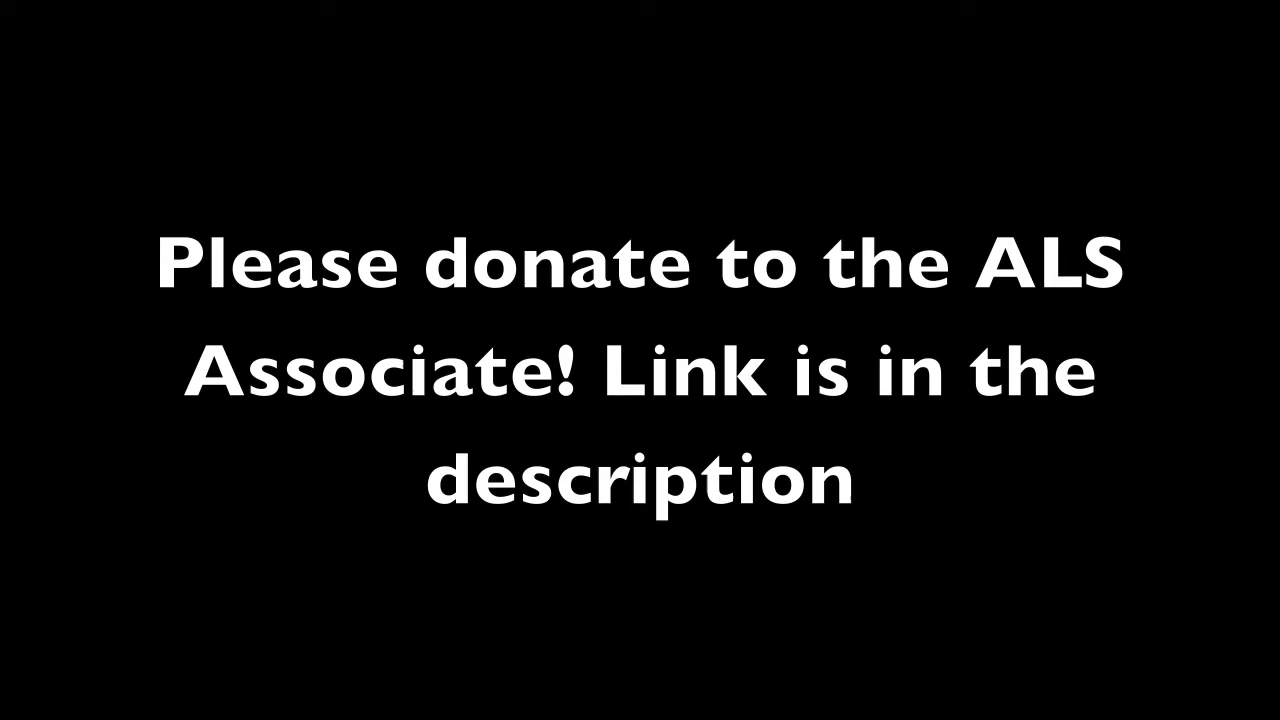 Please donate to the ALS
Associate! Link is in the
description